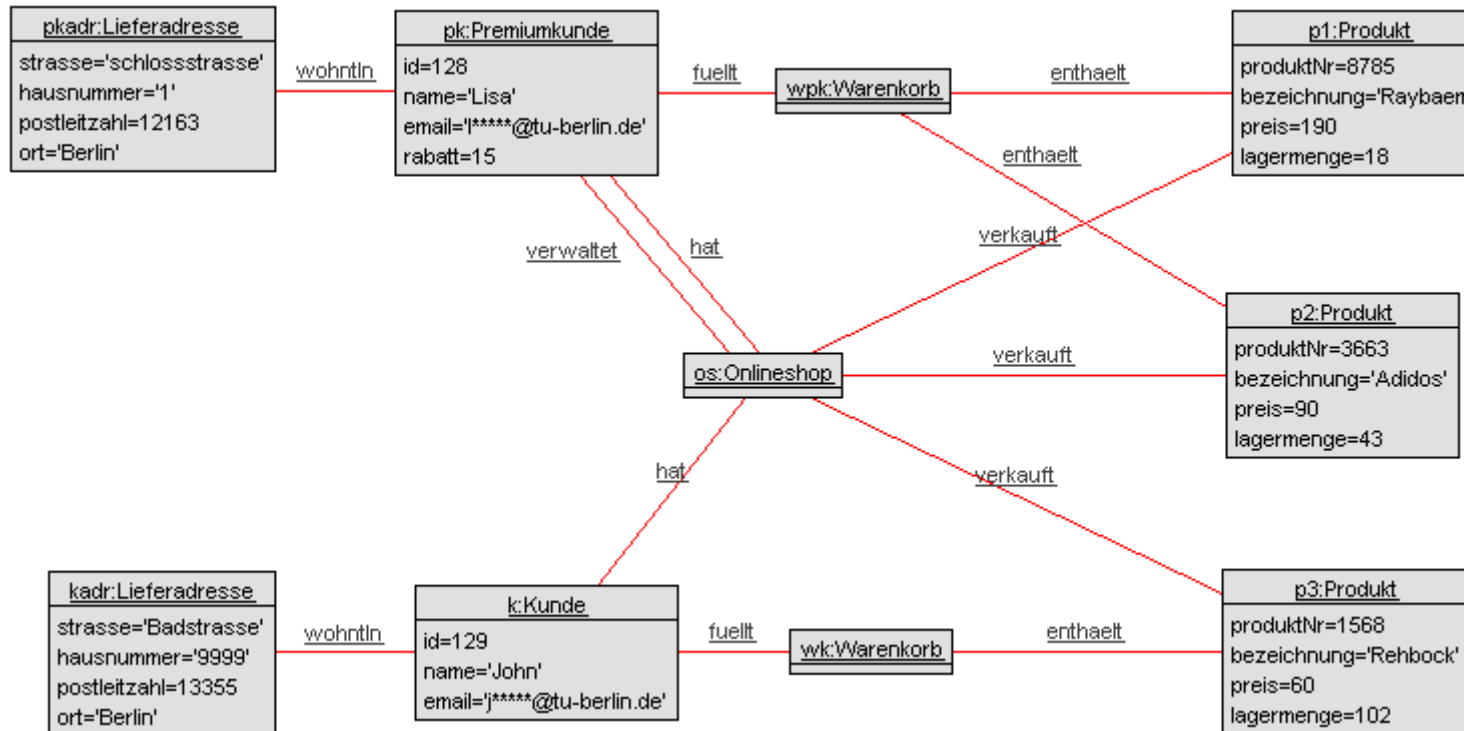 pkadr:Lieferadresse
strasse='schlossstrasse'
hausnummer='1'
postleitzahl=12163
ort='Berlin'
wohntIn
pk:Premiumkunde
id=128
name='Lisa'
email='l*****@tu-berlin.de'
rabatt=15
fuellt
wpk:Warenkorb
enthaelt
enthaelt
p1:Produkt
produktNr=8785
bezeichnung='Raybaem
preis=190
lagermenge=18
verwaltet
hat
verkauft
os:Onlineshop
verkauft
p2:Produkt
produktNr=3663
bezeichnung='Adidos'
preis=90
lagermenge=43
hat
verkauft
kadr:Lieferadresse
strasse='Badstrasse'
hausnummer='9999'
postleitzahl=13355
ort='Berlin'
wohntIn
k:Kunde
id=129
name='John'
email='j*****@tu-berlin.de'
fuellt
wk:Warenkorb
enthaelt
p3:Produkt
produktNr=1568
bezeichnung='Rehbock'
preis=60
lagermenge=102